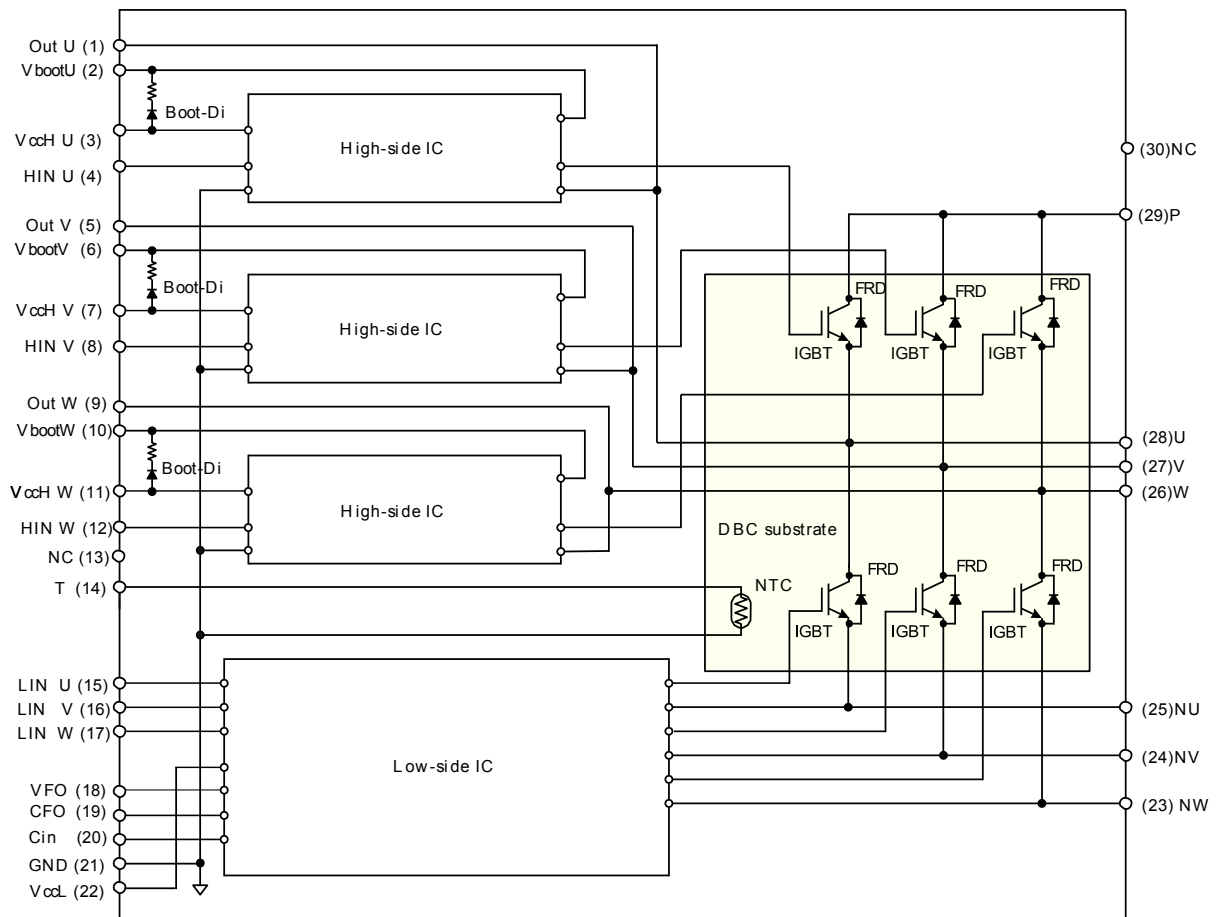 Out U (1)
VbootU (2)
Boot-Di
VccH U (3)
High-side IC
HIN U (4)
(30)NC
Out V (5)
(29)P
VbootV (6)
Boot-Di
FRD
FRD
FRD
VccH V (7)
High-side IC
HIN V (8)
IGBT
IGBT
IGBT
Out W (9)
VbootW (10)
(28)U
Boot-Di
(27)V
VccH W (11)
(26)W
High-side IC
HIN W (12)
DBC substrate
NC (13)
T (14)
NTC
FRD
FRD
FRD
IGBT
IGBT
IGBT
LIN U (15)
LIN V (16)
(25)NU
LIN W (17)
Low-side IC
(24)NV
VFO (18)
CFO (19)
(23) NW
Cin (20)
GND (21)
VccL (22)